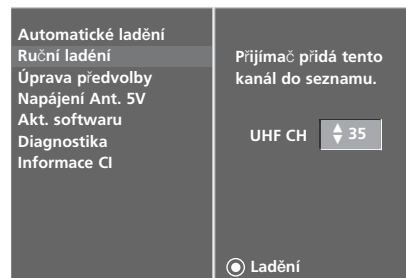 Automatické ladění
Ruční ladéní
Úprava předvolby
Napájení Ant. 5V
Akt. softwaru
Diagnostika
Informace CI
Přijímač přidá tento
kanál do seznamu.
UHF CH 35
Ladění